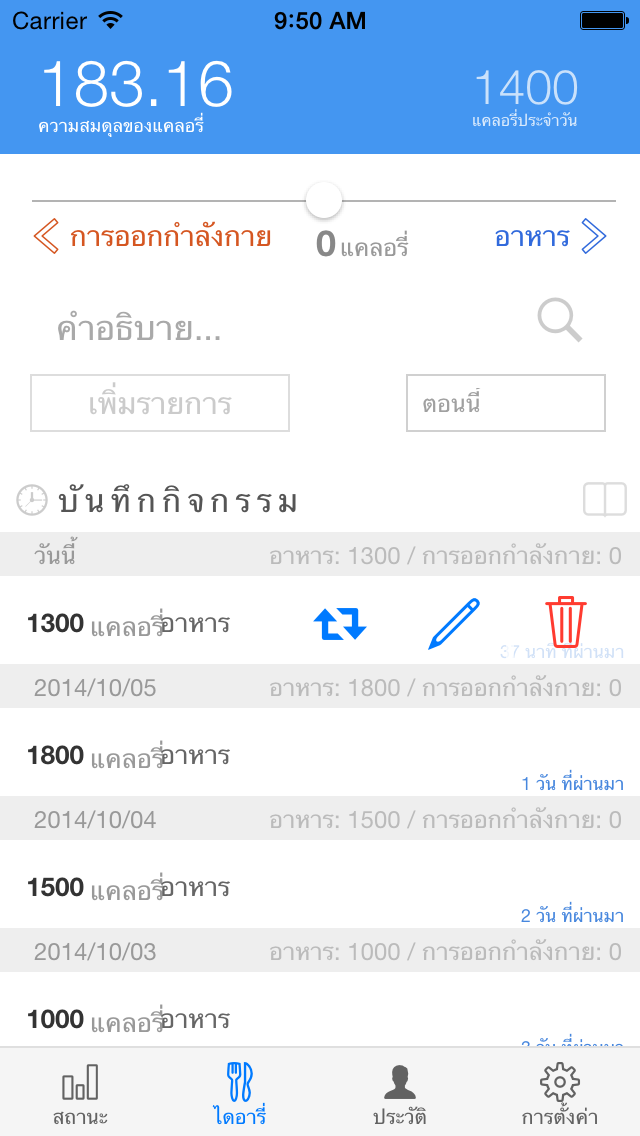 Carrier 9:50 AM
183.16 1400
ความสมดุลของแคลอรี่ แคลอรี่ประจำวัน
การออกกำลังกาย 0 แคลอรี่ อาหาร
คำอธิบาย...
เพิ่มรายการ ตอนนี้
บันทึกกิจกรรม
วันนี้ อาหาร: 1300 / การออกกำลังกาย: 0
1300 แคลอรี่ อาหาร
37 นาที ที่ผ่านมา
2014/10/05 อาหาร: 1800 / การออกกำลังกาย: 0
1800 แคลอรี่ อาหาร
1 วัน ที่ผ่านมา
2014/10/04 อาหาร: 1500 / การออกกำลังกาย: 0
1500 แคลอรี่ อาหาร
2 วัน ที่ผ่านมา
2014/10/03 อาหาร: 1000 / การออกกำลังกาย: 0
1000 แคลอรี่ อาหาร
สถานะ ไดอารี่ ประวัติ การตั้งค่า